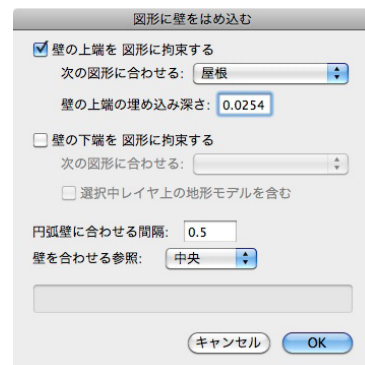 図形に壁をはめ込む
壁の上端を 図形に拘束する
次の図形に合わせる: 屋根
壁の上端の埋め込み深さ: 0.0254
壁の下端を 図形に拘束する
次の図形に合わせる:
選択中レイヤ上の地形モデルを含む
円弧壁に合わせる間隔: 0.5
壁を合わせる参照: 中央
キャンセル OK